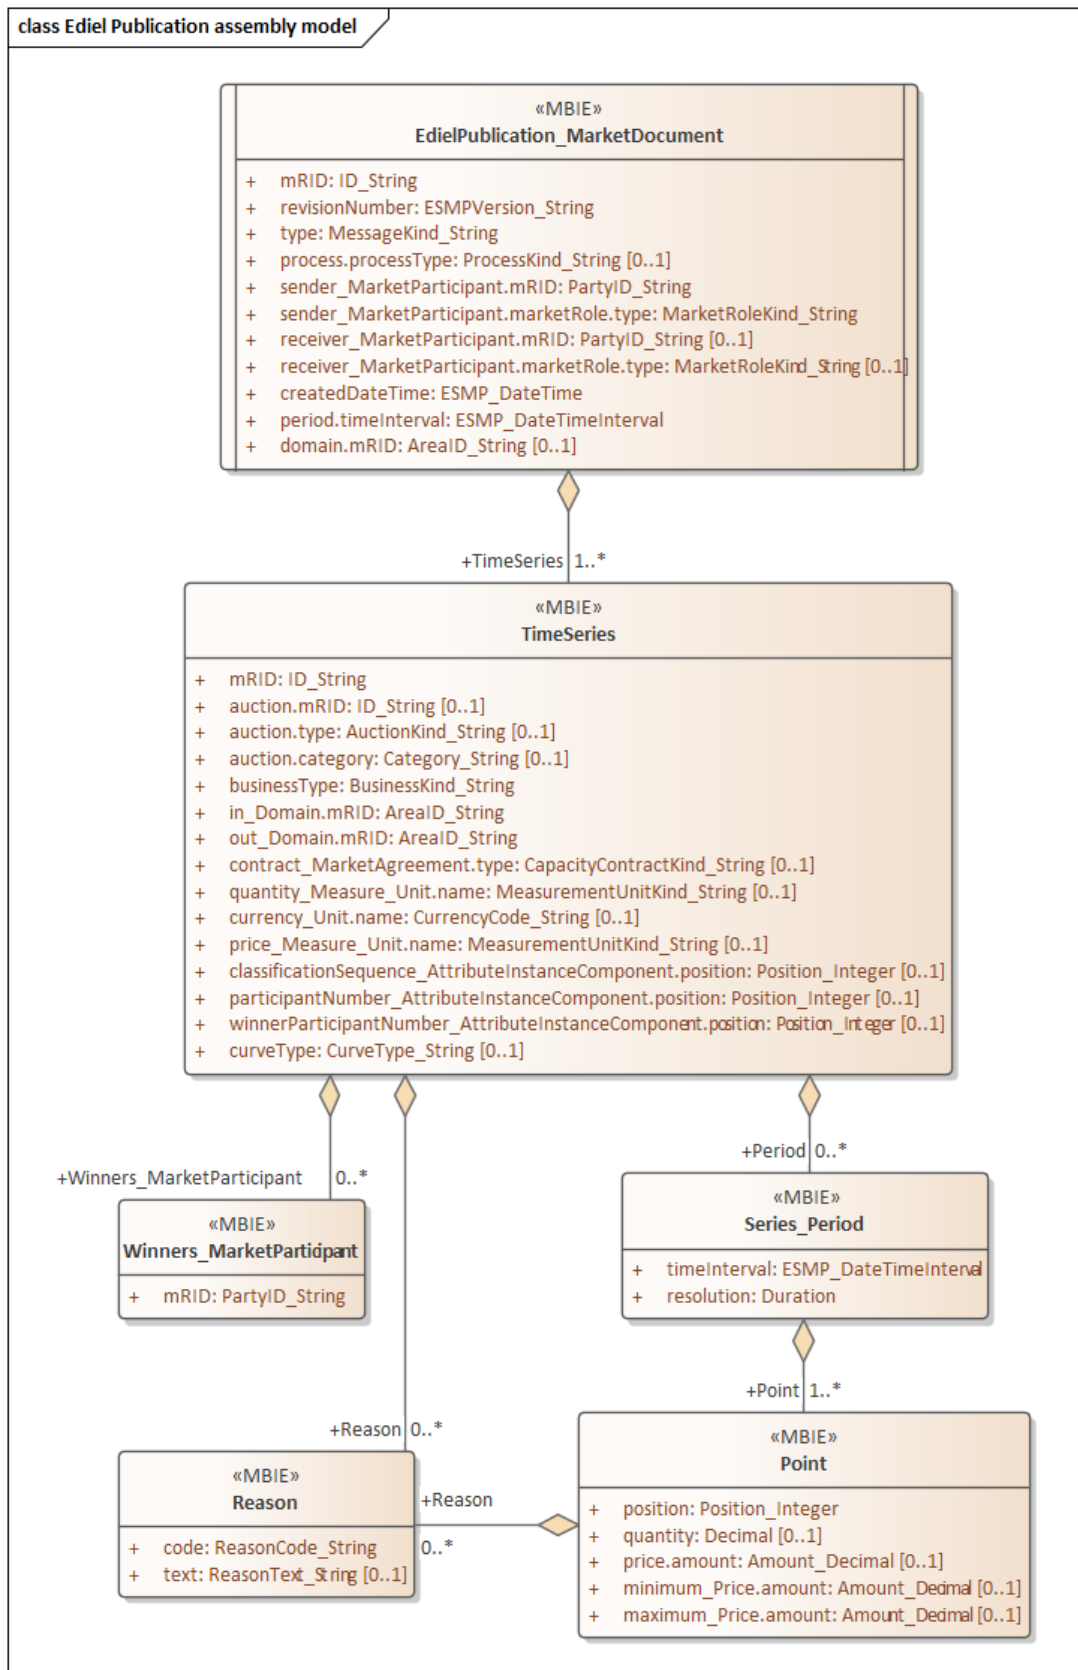 class Ediel Publication assembly model
«MBIE»
EdielPublication_MarketDocument
+ mRID: ID_String
+ revisionNumber: ESMPVersion_String
+ type: MessageKind_String
+ process.processType: ProcessKind_String [0..1]
+ sender_MarketParticipant.mRID: PartyID_String
+ sender_MarketParticipant.marketRole.type: MarketRoleKind_String
+ receiver_MarketParticipant.mRID: PartyID_String [0..1]
+ receiver_MarketParticipant.marketRole.type: MarketRoleKind_String [0..1]
+ createdDateTime: ESMP_DateTime
+ period.timeInterval: ESMP_DateTimeInterval
+ domain.mRID: AreaID_String [0..1]
+TimeSeries 1..*
«MBIE»
TimeSeries
+ mRID: ID_String
+ auction.mRID: ID_String [0..1]
+ auction.type: AuctionKind_String [0..1]
+ auction.category: Category_String [0..1]
+ businessType: BusinessKind_String
+ in_Domain.mRID: AreaID_String
+ out_Domain.mRID: AreaID_String
+ contract_MarketAgreement.type: CapacityContractKind_String [0..1]
+ quantity_Measure_Unit.name: MeasurementUnitKind_String [0..1]
+ currency_Unit.name: CurrencyCode_String [0..1]
+ price_Measure_Unit.name: MeasurementUnitKind_String [0..1]
+ classificationSequence_AttributeInstanceComponent.position: Position_Integer [0..1]
+ participantNumber_AttributeInstanceComponent.position: Position_Integer [0..1]
+ winnerParticipantNumber_AttributeInstanceComponent.position: Position_Integer [0..1]
+ curveType: CurveType_String [0..1]
+Winners_MarketParticipant 0..*
«MBIE»
Winners_MarketParticipant
+ mRID: PartyID_String
+Period 0..*
«MBIE»
Series_Period
+ timeInterval: ESMP_DateTimeInterval
+ resolution: Duration
+Point 1..*
+Reason 0..*
«MBIE»
Reason
+ code: ReasonCode_String
+ text: ReasonText_String [0..1]
+Reason
0..*
«MBIE»
Point
+ position: Position_Integer
+ quantity: Decimal [0..1]
+ price.amount: Amount_Decimal [0..1]
+ minimum_Price.amount: Amount_Decimal [0..1]
+ maximum_Price.amount: Amount_Decimal [0..1]